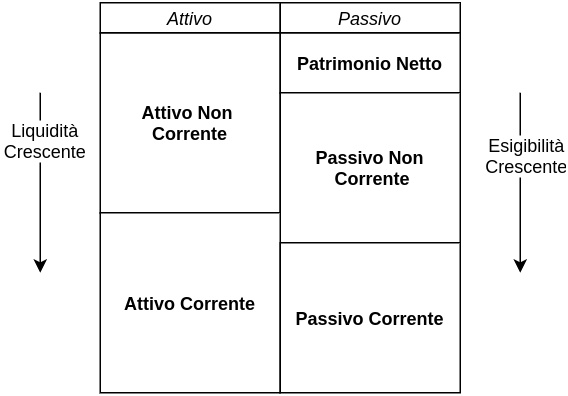 Attivo
Passivo
Patrimonio Netto
Attivo Non
Corrente
Liquidità
Crescente
Passivo Non
Corrente
Esigibilità
Crescente
Attivo Corrente
Passivo Corrente